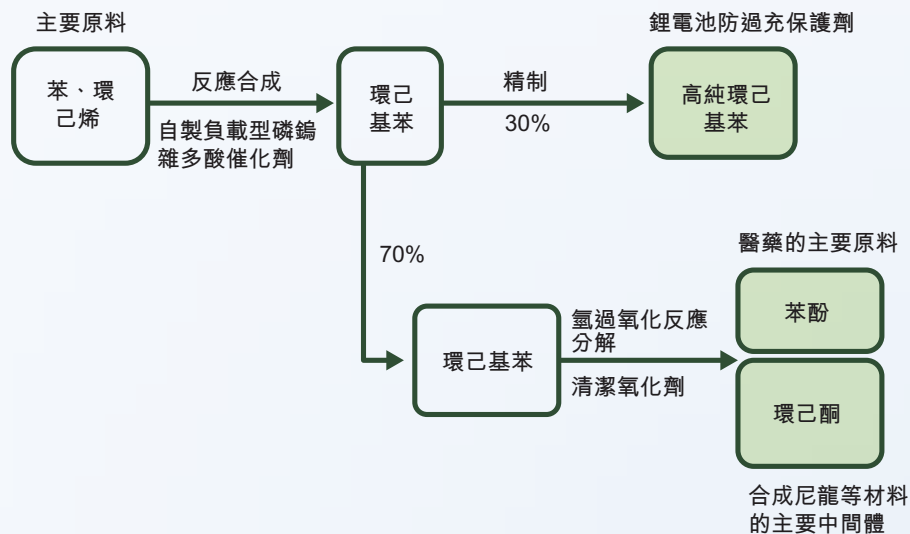 主要原料
苯、環
己烯
反應合成
自製負載型磷鎢
雜多酸催化劑
環己
基苯
精制
30%
鋰電池防過充保護劑
高純環己
基苯
70%
環己基苯
氫過氧化反應
分解
清潔氧化劑
醫藥的主要原料
苯酚
環己酮
合成尼龍等材料
的主要中間體